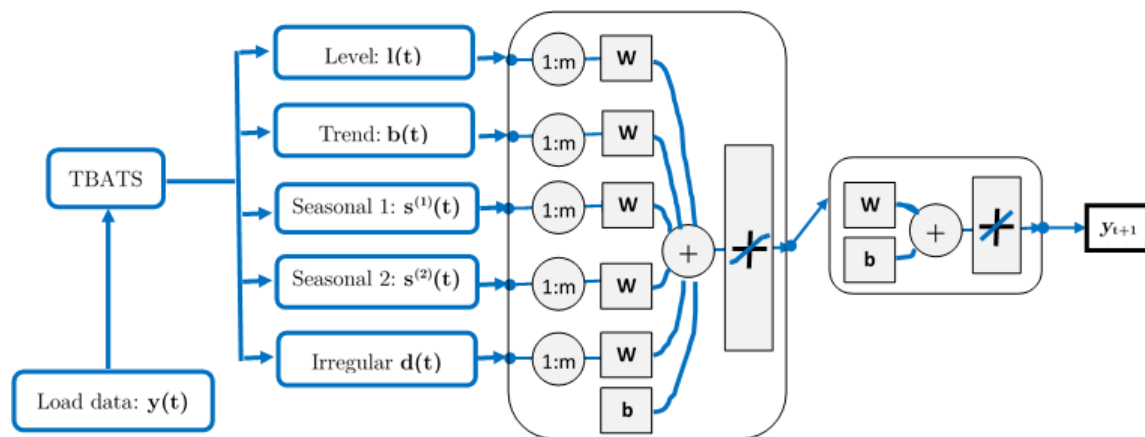 Level: l(t)
1:m
W
Trend: b(t)
1:m
W
TBATS
Seasonal 1: s⁽¹⁾(t)
1:m
W
Seasonal 2: s⁽²⁾(t)
1:m
W
Irregular d(t)
1:m
W
b
Load data: y(t)
+
W
b
+
yₜ₊₁